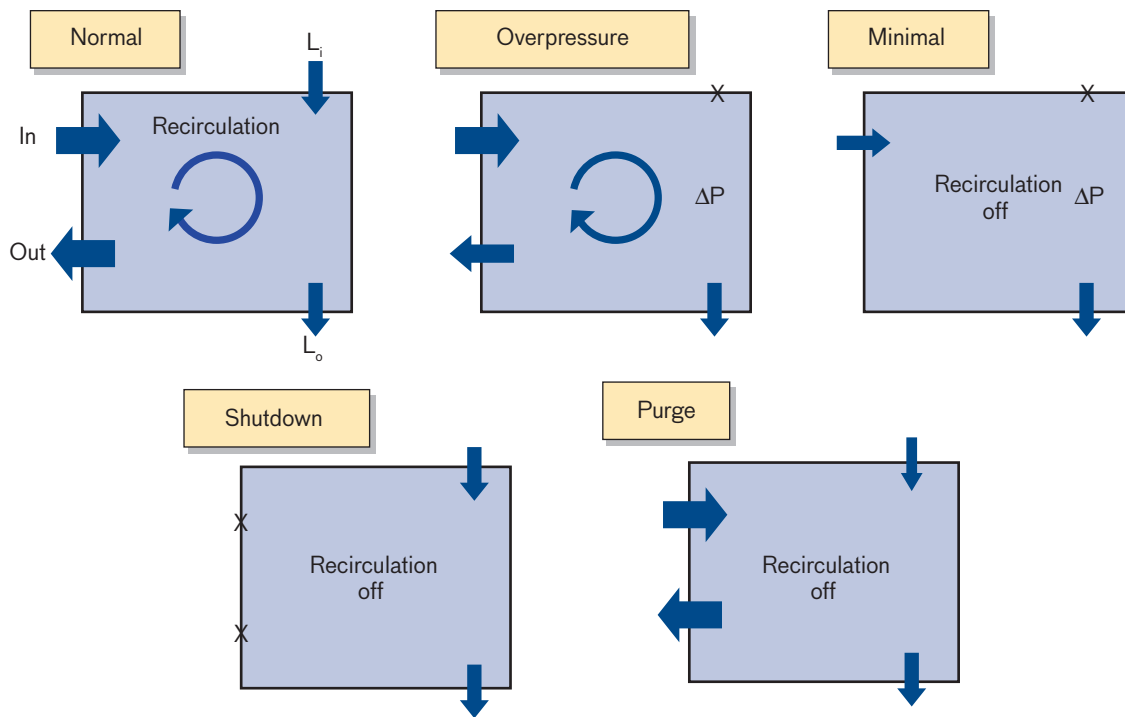 Normal
Overpressure
Minimal
Lᵢ
X
X
In
Recirculation
ΔP
Recirculation
off
ΔP
Out
Lₒ
Shutdown
Purge
X
Recirculation
off
Recirculation
off
X